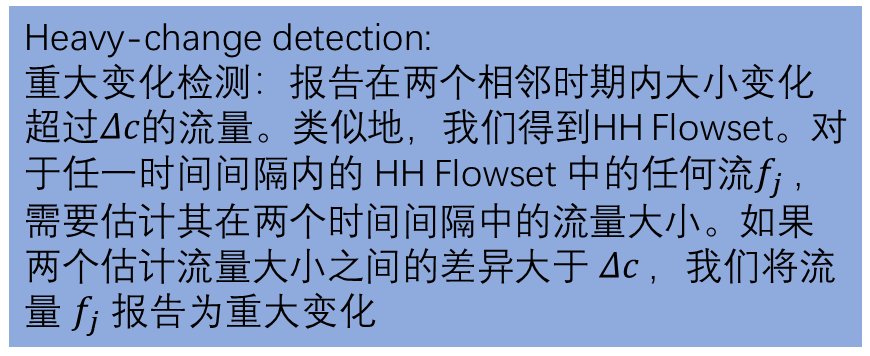 Heavy-change detection:
重大变化检测：报告在两个相邻时期内大小变化
超过Δc的流量。类似地，我们得到HH Flowset。对
于任一时间间隔内的 HH Flowset 中的任何流fⱼ，
需要估计其在两个时间间隔中的流量大小。如果
两个估计流量大小之间的差异大于 Δc ，我们将流
量 fⱼ 报告为重大变化